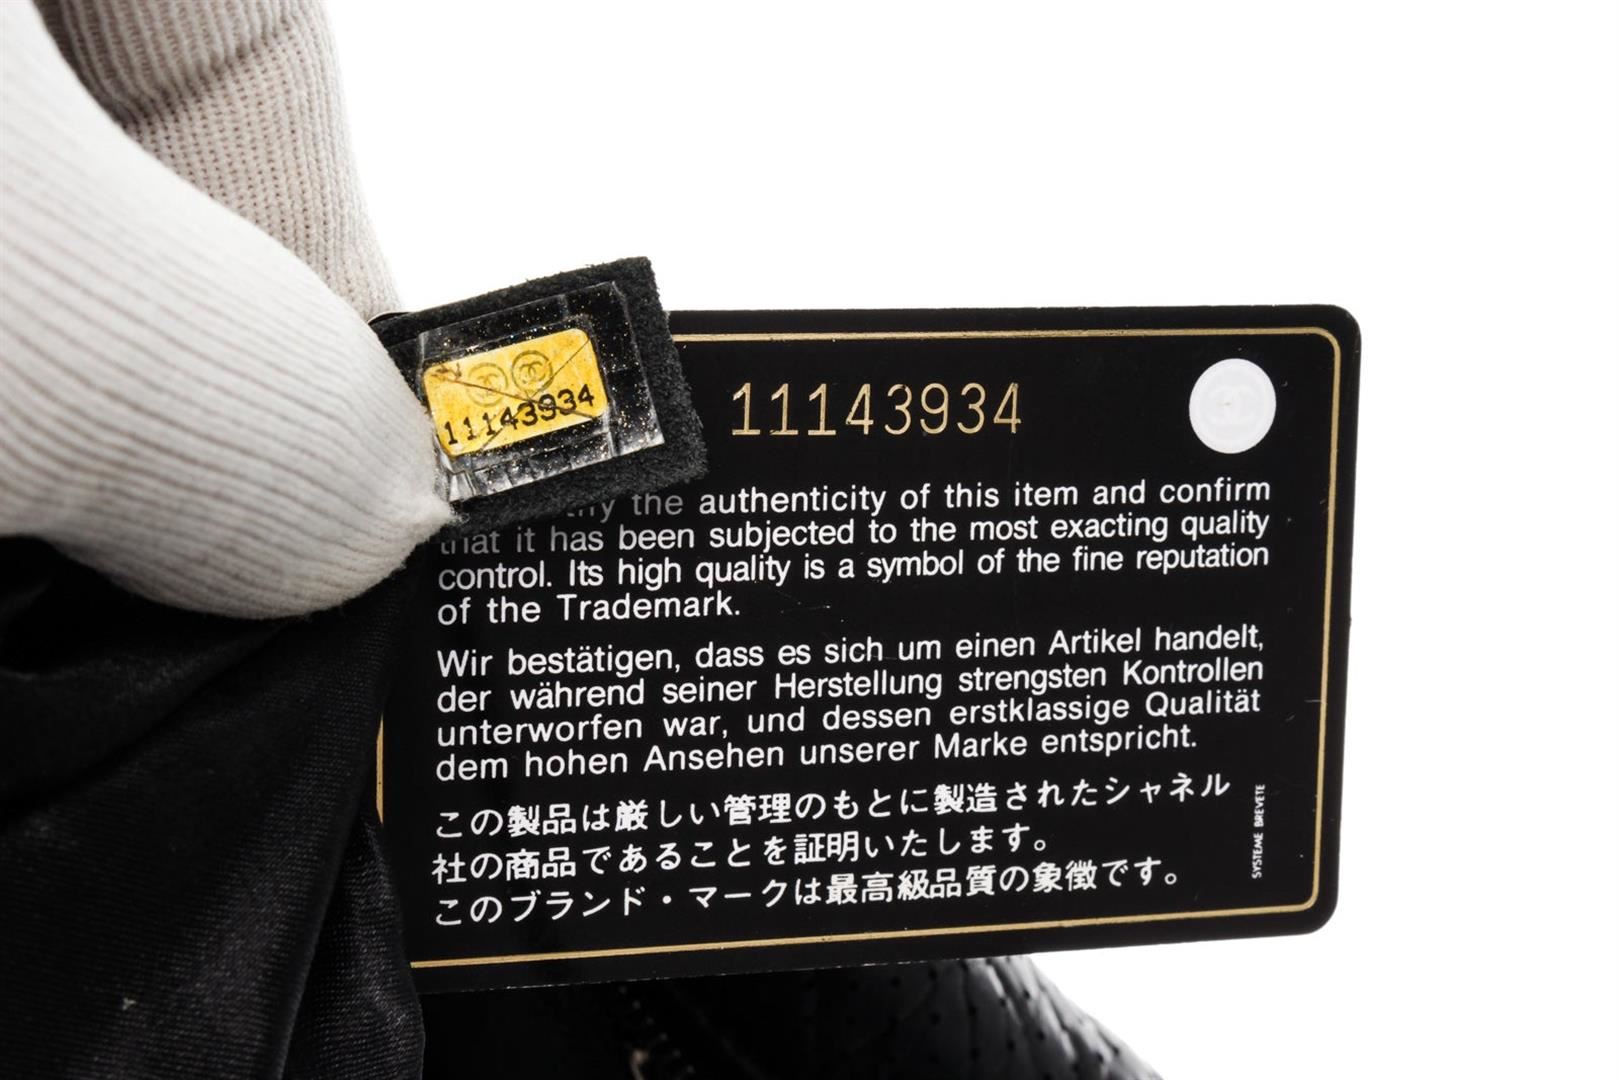 11143934
11143934
the authenticity of this item and confirm
that it has been subjected to the most exacting quality
control. Its high quality is a symbol of the fine reputation
of the Trademark.
Wir bestätigen, dass es sich um einen Artikel handelt,
der während seiner Herstellung strengsten Kontrollen
unterworfen war, und dessen erstklassige Qualität
dem hohen Ansehen unserer Marke entspricht.
この製品は厳しい管理のもとに製造されたシャネル
社の商品であることを証明いたします。
このブランド・マークは最高級品質の象徴です。
SYSTEME BREVETE